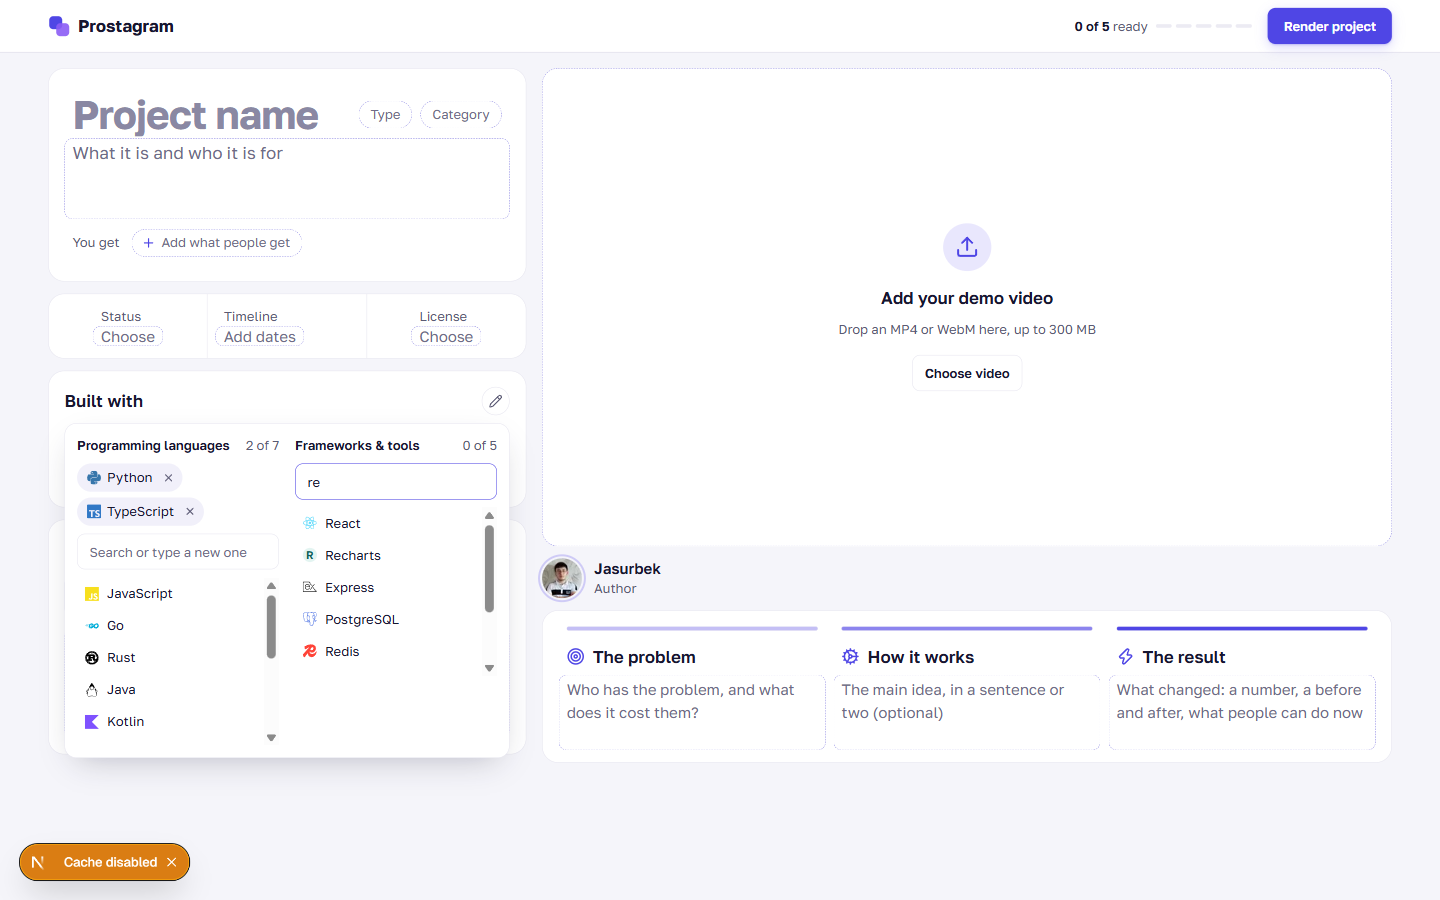 Prostagram
0 of 5 ready
Render project
Project name
Type
Category
What it is and who it is for
You get
+ Add what people get
Status
Choose
Timeline
Add dates
License
Choose
Built with
Programming languages 2 of 7
Python ×
TS TypeScript ×
Search or type a new one
JS JavaScript
GO Go
Rust
Java
Kotlin
Frameworks & tools 0 of 5
re
React
R Recharts
ex Express
PostgreSQL
Redis
Add your demo video
Drop an MP4 or WebM here, up to 300 MB
Choose video
Jasurbek
Author
The problem
Who has the problem, and what
does it cost them?
How it works
The main idea, in a sentence or
two (optional)
The result
What changed: a number, a before
and after, what people can do now
N Cache disabled ×